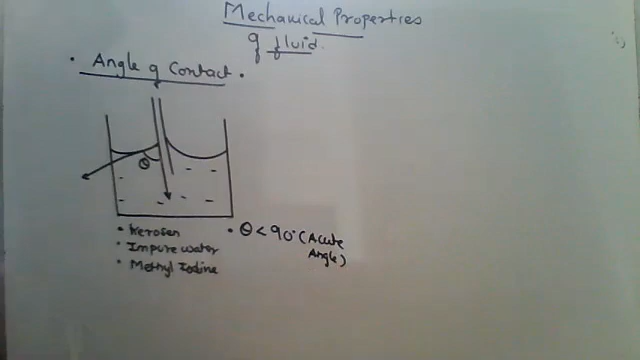 Mechanical Properties
of fluid.
• Angle of Contact.
θ
• Kerosen
• Impure water
• Methyl Iodine
• θ < 90° (Acute
Angle)